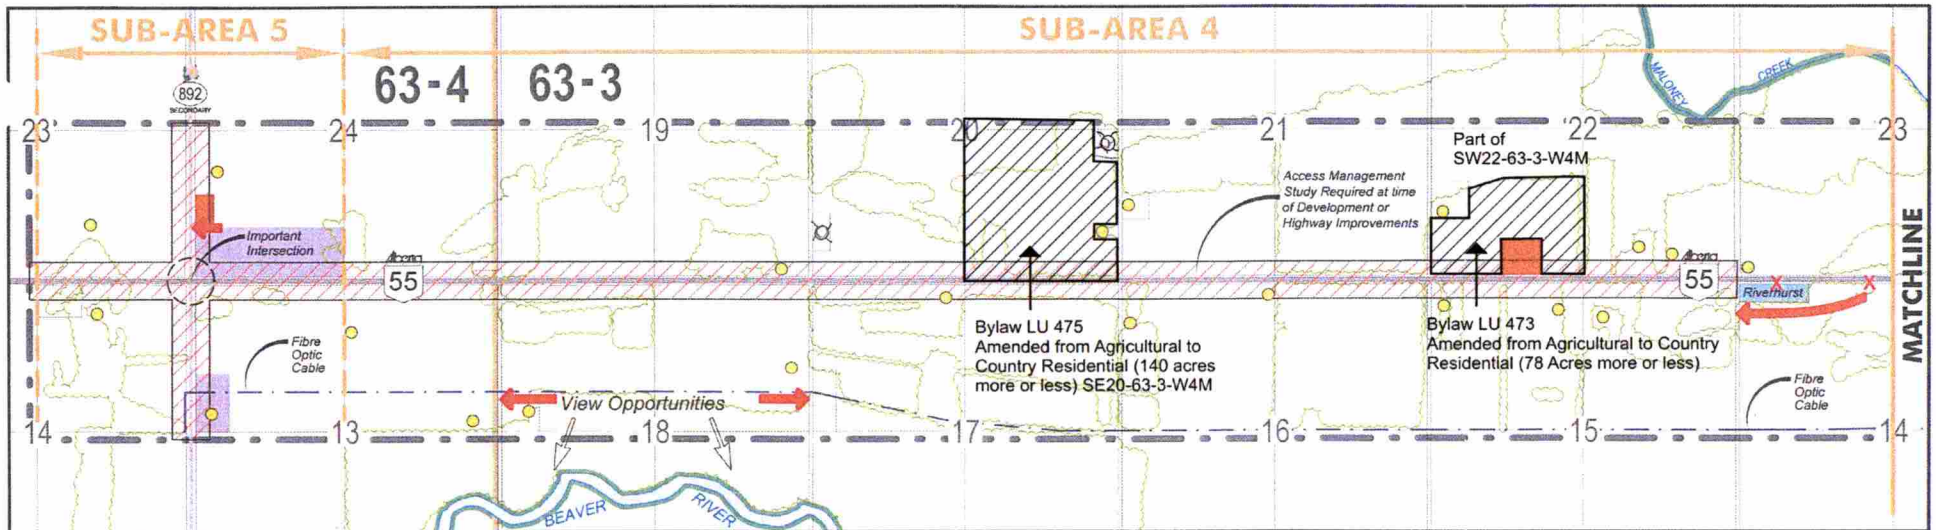 SUB-AREA 5
SUB-AREA 4
63-4
63-3
892
SECONDARY
MALONEY
CREEK
23
24
19
20
21
22
23
Part of
SW22-63-3-W4M
Access Management
Study Required at time
of Development or
Highway Improvements
Important
Intersection
Alberta
55
Alberta
55
Riverhurst
MATCHLINE
Fibre
Optic
Cable
Bylaw LU 475
Amended from Agricultural to
Country Residential (140 acres
more or less) SE20-63-3-W4M
Bylaw LU 473
Amended from Agricultural to Country
Residential (78 Acres more or less)
Fibre
Optic
Cable
View Opportunities
14
13
18
17
16
15
14
BEAVER
RIVER